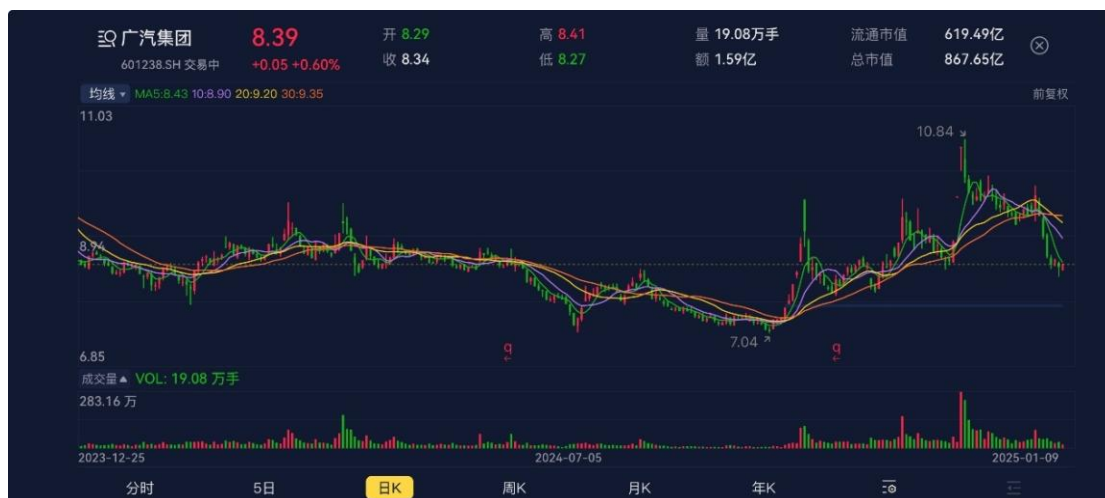 广汽集团 8.39 开 8.29 高 8.41 量 19.08万手 流通市值 619.49亿
601238.SH 交易中 +0.05 +0.60% 收 8.34 低 8.27 额 1.59亿 总市值 867.65亿
均线 MA5:8.43 10:8.90 20:9.20 30:9.35 前复权
11.03
10.84
8.94
7.04
q q
6.85
成交量 VOL: 19.08 万手
283.16 万
2023-12-25 2024-07-05 2025-01-09
分时 5日 日K 周K 月K 年K